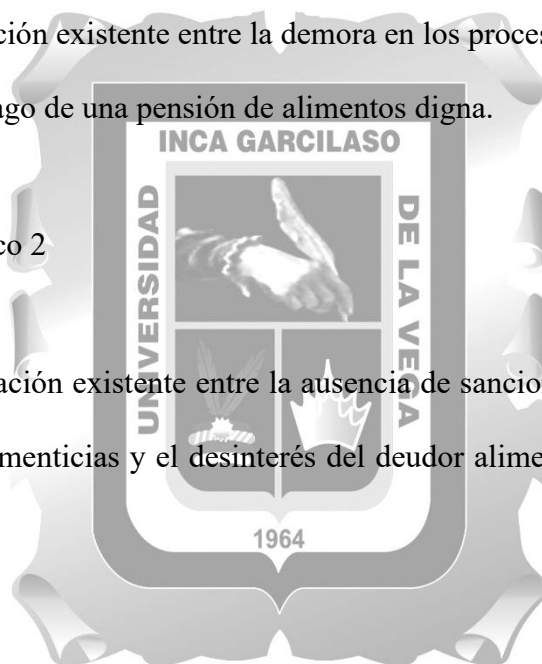 ción existente entre la demora en los proces
ago de una pensión de alimentos digna.
INCA GARCILASO
UNIVERSIDAD
DE LA VEGA
co 2
ación existente entre la ausencia de sancio
menticias y el desinterés del deudor alime
1964